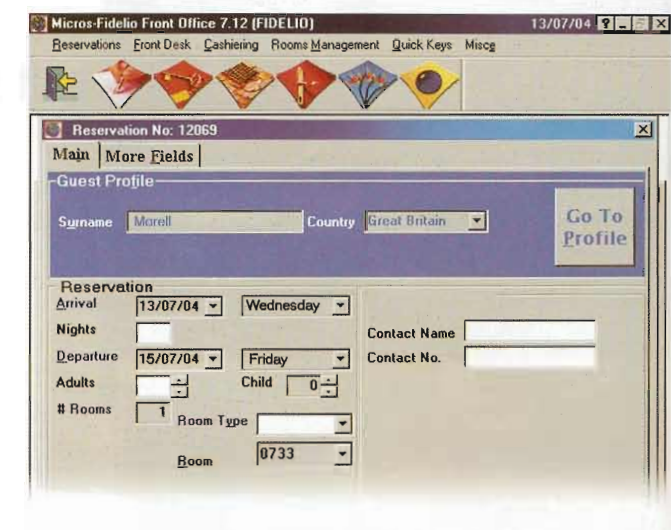 Micros-Fidelio Front Office 7.12 (FIDELIO) 13/07/04
Reservations Front Desk Cashiering Rooms Management Quick Keys Misce
Reservation No: 12069
Main More Fields
Guest Profile
Surname Morell Country Great Britain Go To Profile
Reservation
Arrival 13/07/04 Wednesday
Nights Contact Name
Departure 15/07/04 Friday Contact No.
Adults Child 0
# Rooms 1 Room Type
Room 0733